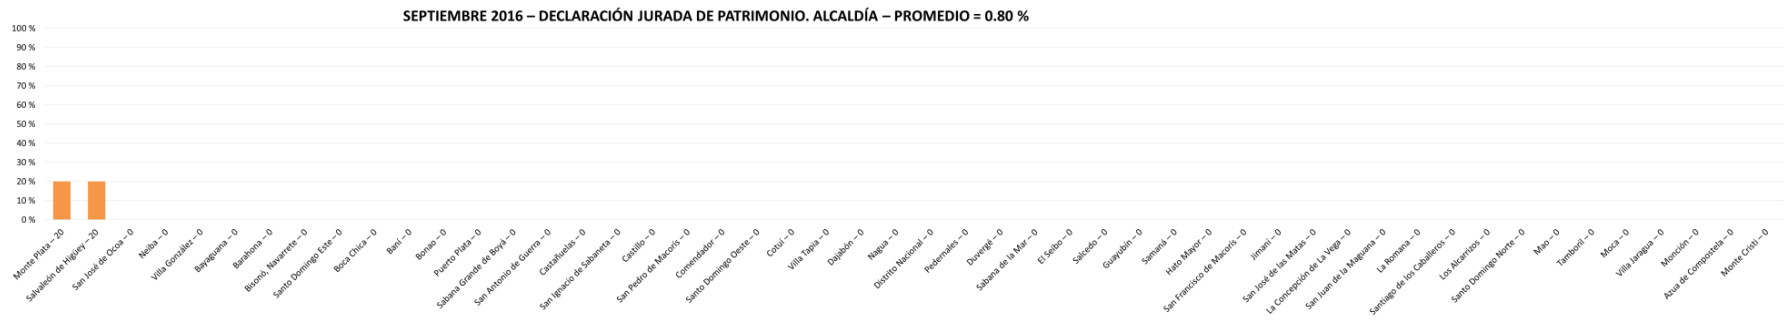 SEPTIEMBRE 2016 – DECLARACIÓN JURADA DE PATRIMONIO. ALCALDÍA – PROMEDIO = 0.80 %
100 %
90 %
80 %
70 %
60 %
50 %
40 %
30 %
20 %
10 %
0 %
Monte Plata – 20
Salvaleón de Higüey – 20
San José de Ocoa – 0
Neiba – 0
Villa González – 0
Bayaguana – 0
Barahona – 0
Bisonó, Navarrete – 0
Santo Domingo Este – 0
Boca Chica – 0
Baní – 0
Bonao – 0
Puerto Plata – 0
Sabana Grande de Boyá – 0
San Antonio de Guerra – 0
Castañuelas – 0
San Ignacio de Sabaneta – 0
Castillo – 0
San Pedro de Macoris – 0
Comendador – 0
Santo Domingo Oeste – 0
Cotuí – 0
Villa Tapia – 0
Dajabón – 0
Nagua – 0
Distrito Nacional – 0
Pedernales – 0
Duvergé – 0
Sabana de la Mar – 0
El Seibo – 0
Salcedo – 0
Guayubín – 0
Samaná – 0
Hato Mayor – 0
San Francisco de Macorís – 0
Jimaní – 0
San José de las Matas – 0
La Concepción de La Vega – 0
San Juan de la Maguana – 0
La Romana – 0
Santiago de los Caballeros – 0
Los Alcarrizos – 0
Santo Domingo Norte – 0
Mao – 0
Tamboril – 0
Moca – 0
Villa Jaragua – 0
Monción – 0
Azua de Compostela – 0
Monte Cristi – 0